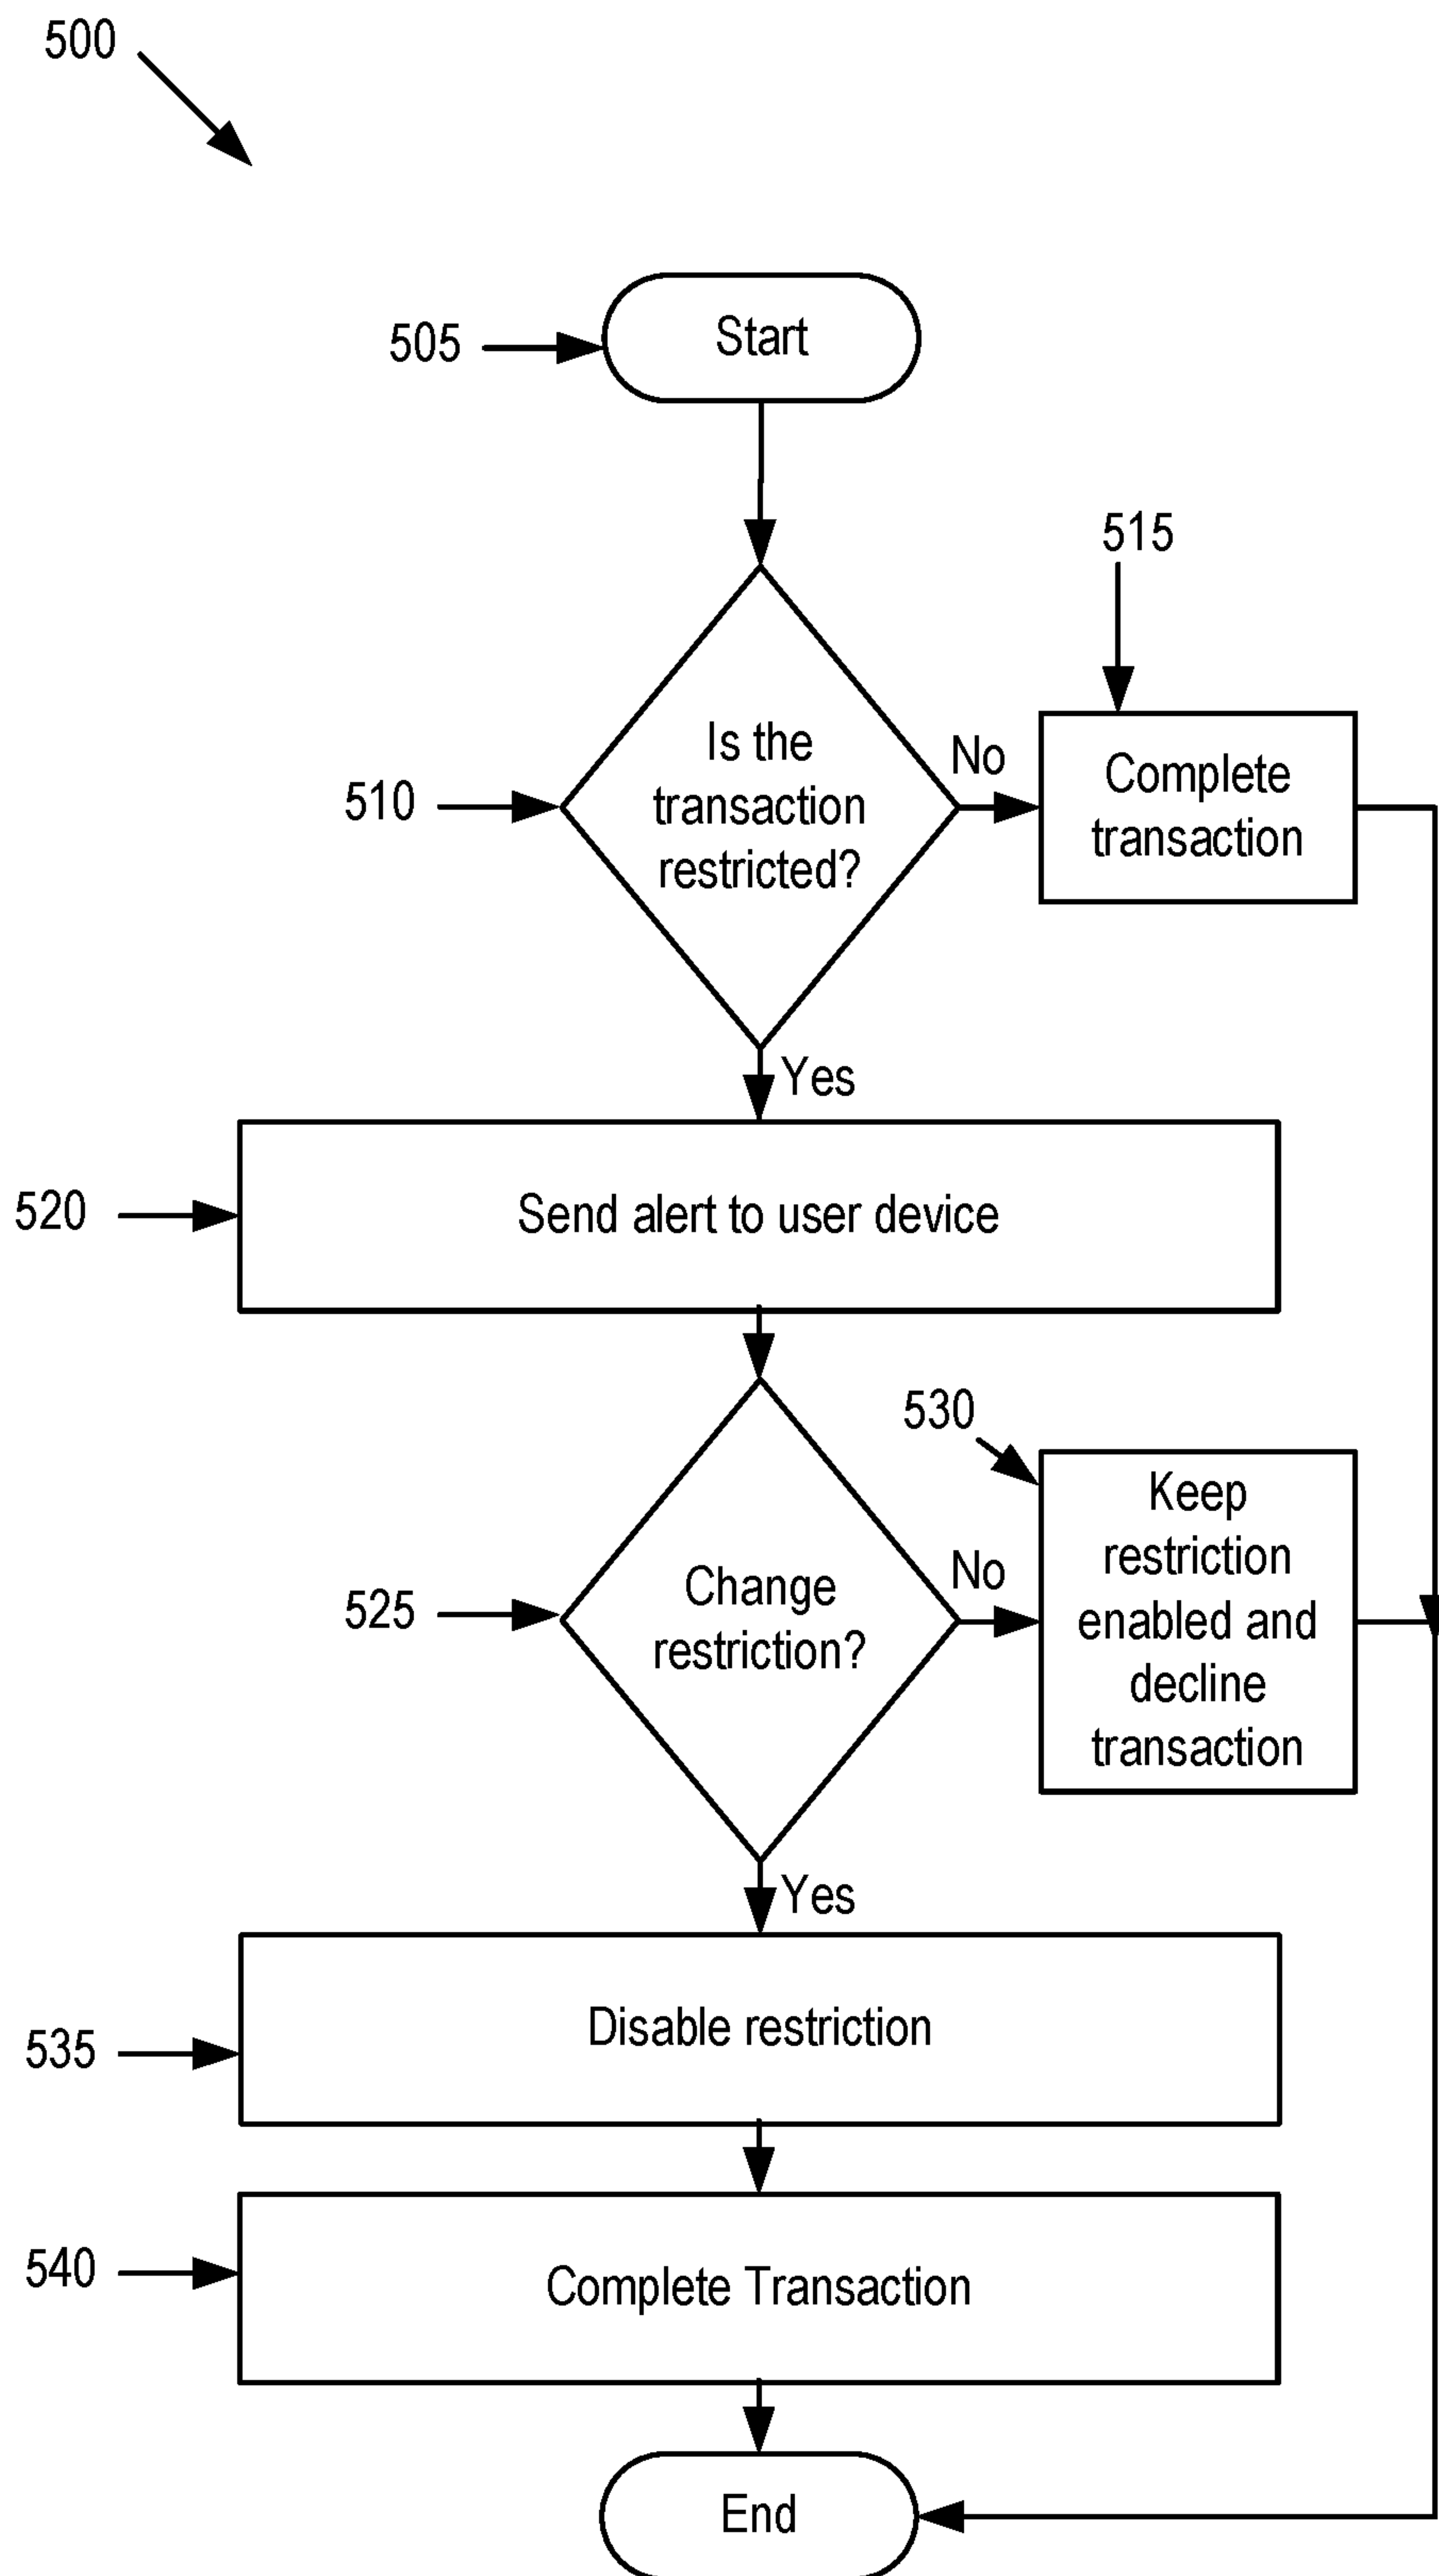 500
505
Start
515
Is the
transaction
restricted?
No
Complete
transaction
510
Yes
520
Send alert to user device
530
Keep
restriction
enabled and
decline
transaction
525
Change
restriction?
No
Yes
535
Disable restriction
540
Complete Transaction
End